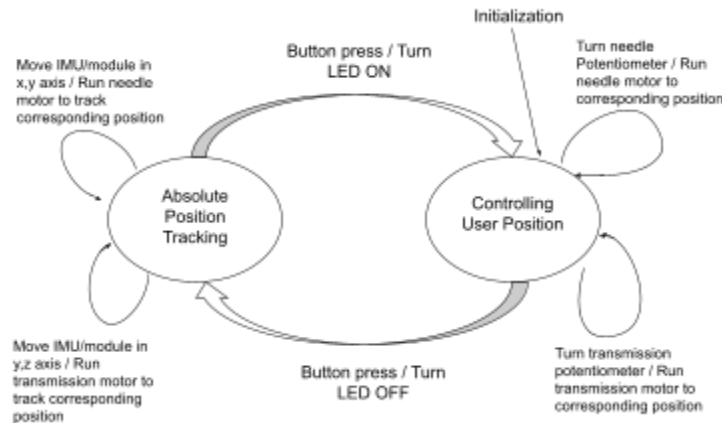 Initialization
Button press / Turn
LED ON
Move IMU/module in
x,y axis / Run needle
motor to track
corresponding position
Turn needle
Potentiometer / Run
needle motor to
corresponding position
Absolute
Position
Tracking
Controlling
User Position
Move IMU/module in
y,z axis / Run
transmission motor to
track corresponding
position
Button press / Turn
LED OFF
Turn transmission
potentiometer / Run
transmission motor to
corresponding position